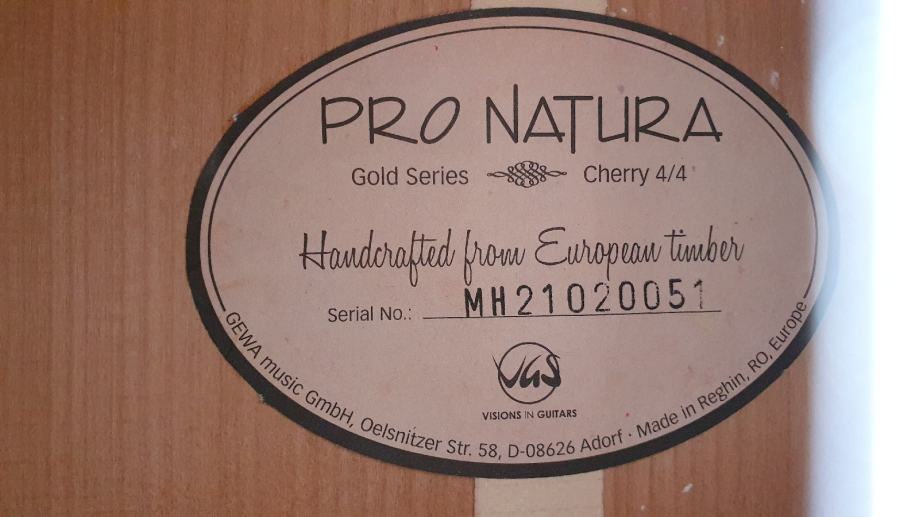 PRO NATURA
Gold Series Cherry 4/4
Handcrafted from European timber
Serial No.: MH21020051
VGS
VISIONS IN GUITARS
GEWA music GmbH, Oelsnitzer Str. 58, D-08626 Adorf · Made in Reghin, RO, Europe